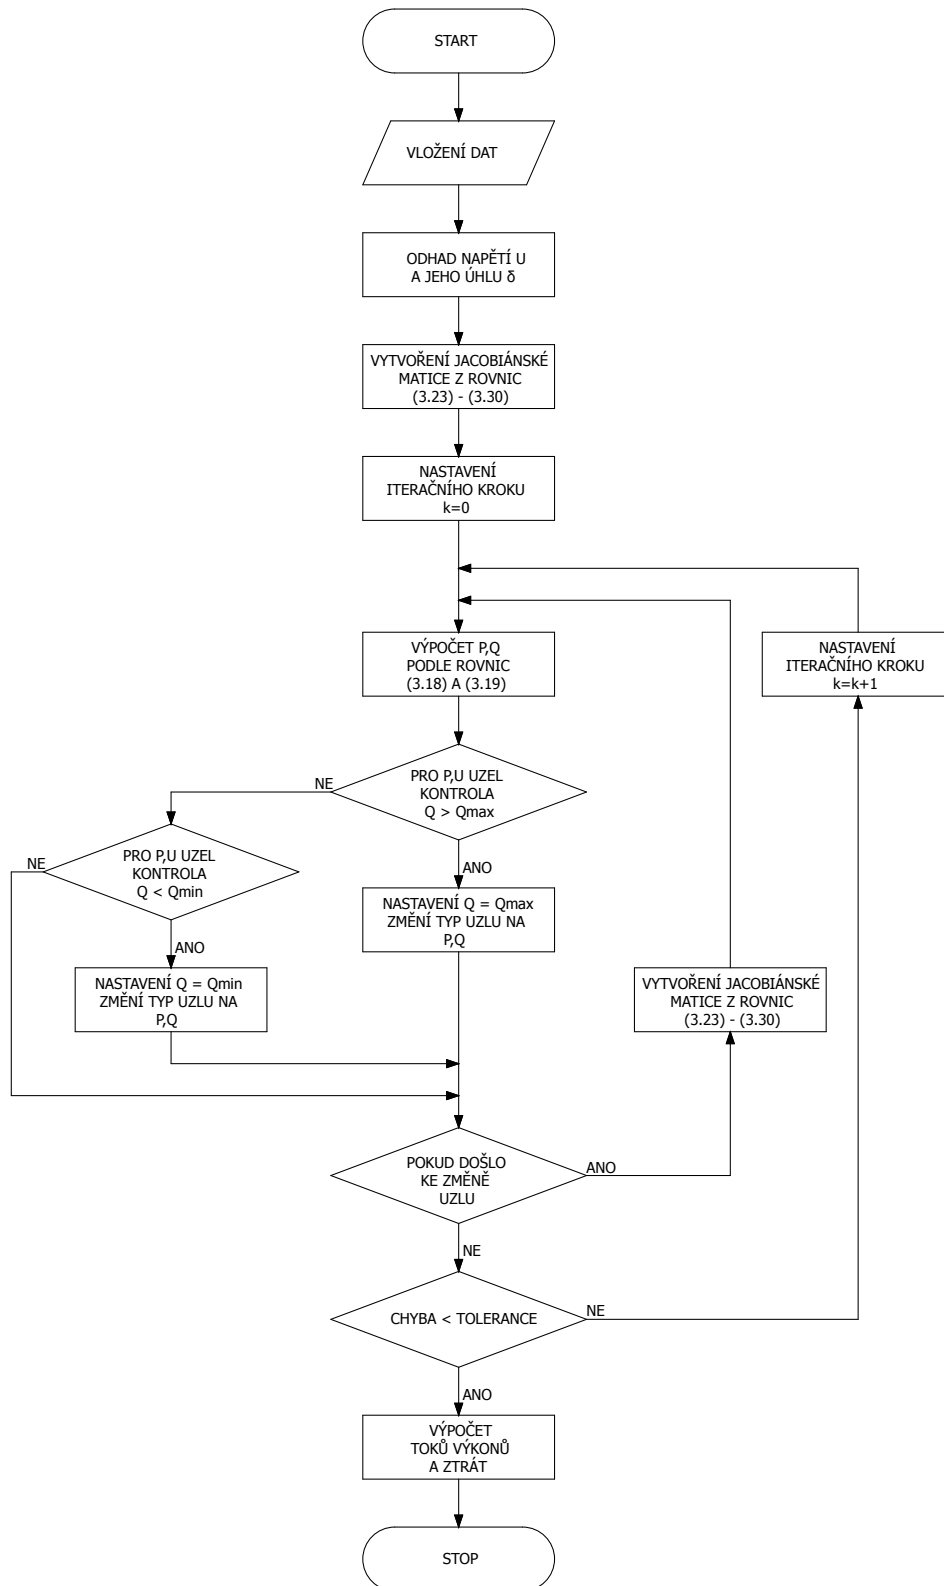 START
VLOŽENÍ DAT
ODHAD NAPĚTÍ U
A JEHO ÚHLU δ
VYTVOŘENÍ JACOBIÁNSKÉ
MATICE Z ROVNIC
(3.23) - (3.30)
NASTAVENÍ
ITERAČNÍHO KROKU
k=0
VÝPOČET P,Q
PODLE ROVNIC
(3.18) A (3.19)
NASTAVENÍ
ITERAČNÍHO KROKU
k=k+1
PRO P,U UZEL
KONTROLA
Q > Qmax
NE
ANO
PRO P,U UZEL
KONTROLA
Q < Qmin
NE
ANO
NASTAVENÍ Q = Qmax
ZMĚNÍ TYP UZLU NA
P,Q
NASTAVENÍ Q = Qmin
ZMĚNÍ TYP UZLU NA
P,Q
VYTVOŘENÍ JACOBIÁNSKÉ
MATICE Z ROVNIC
(3.23) - (3.30)
POKUD DOŠLO
KE ZMĚNĚ
UZLU
ANO
NE
CHYBA < TOLERANCE
NE
ANO
VÝPOČET
TOKŮ VÝKONŮ
A ZTRÁT
STOP